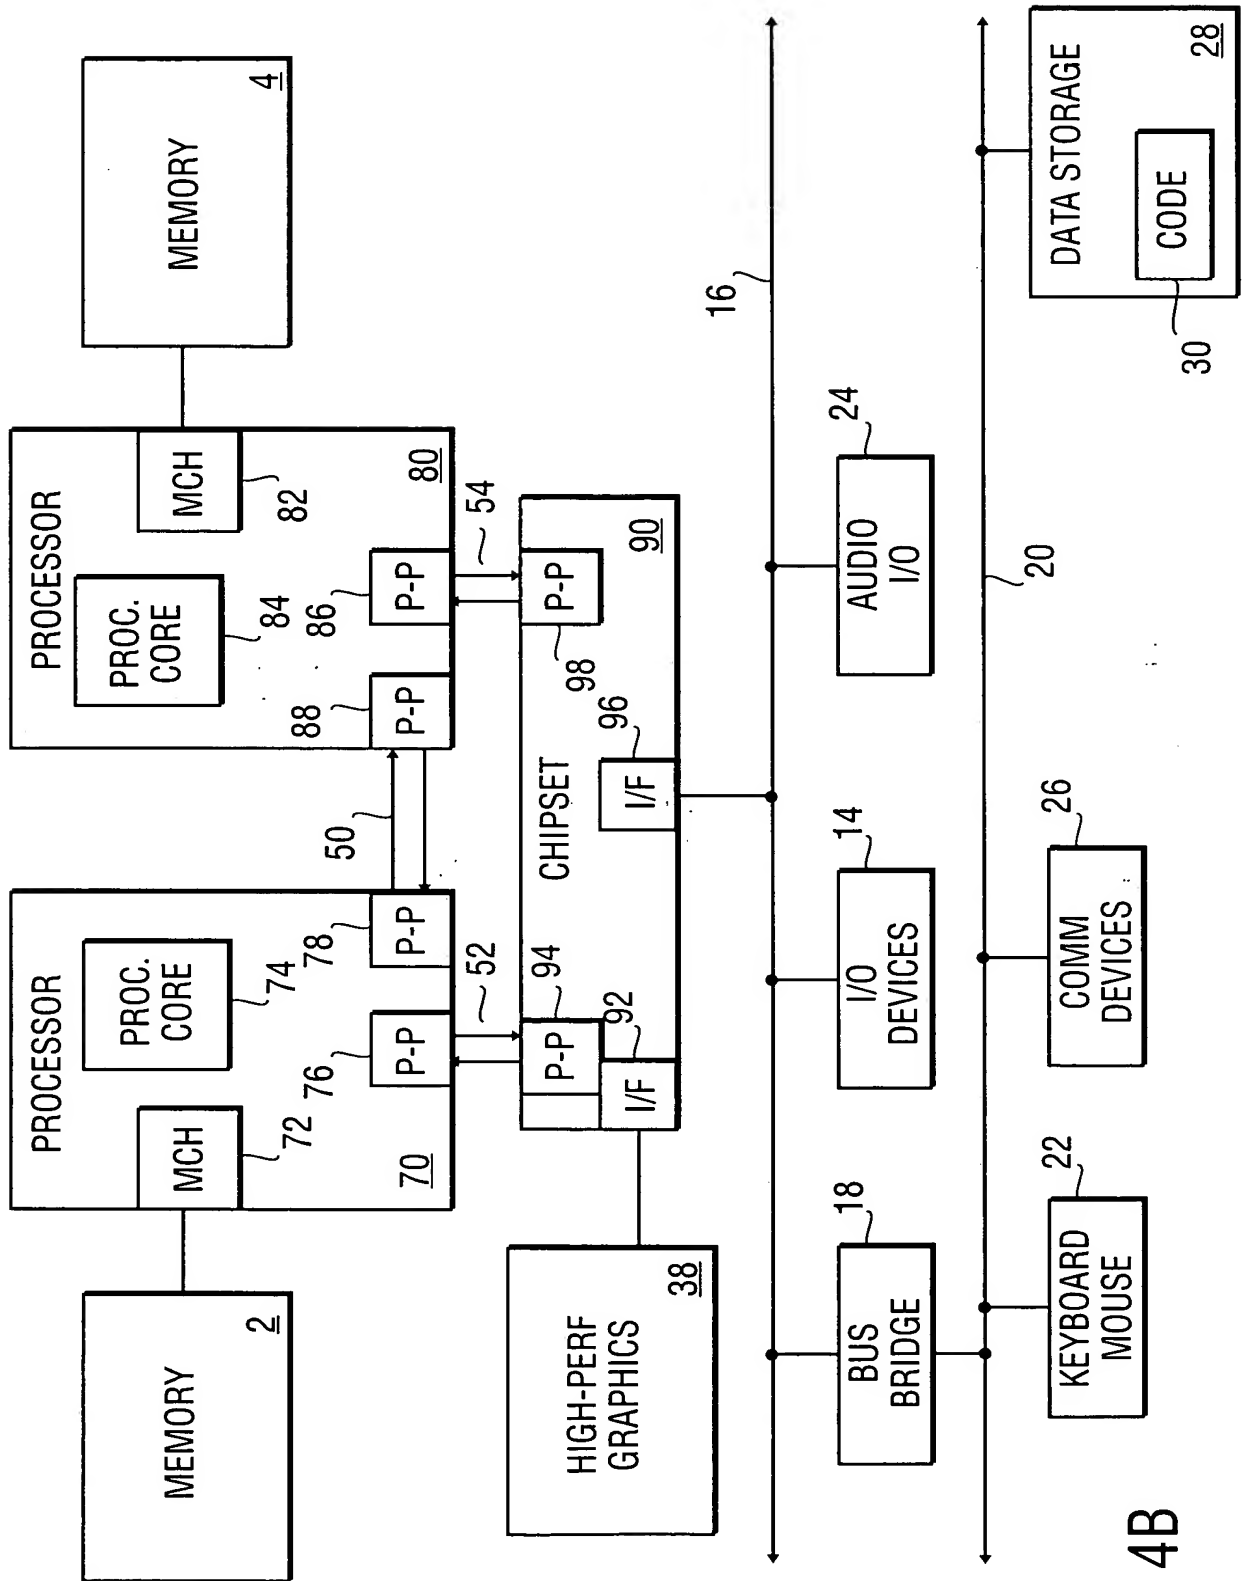 PROCESSOR
PROCESSOR
MEMORY
2
MCH
72
PROC.
CORE
74
70
76
P-P
78
P-P
50
88
P-P
86
P-P
PROC.
CORE
84
MCH
82
80
MEMORY
4
52
54
HIGH-PERF
GRAPHICS
38
I/F
92
P-P
94
CHIPSET
I/F
96
P-P
98
90
16
BUS
BRIDGE
18
I/O
DEVICES
14
AUDIO
I/O
24
20
KEYBOARD
MOUSE
22
COMM
DEVICES
26
DATA STORAGE
CODE
30
28
4B